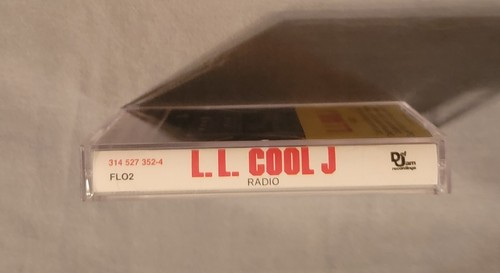 314 527 352-4
FLO2
L.L. COOL J
RADIO
Def
Jam
recordings